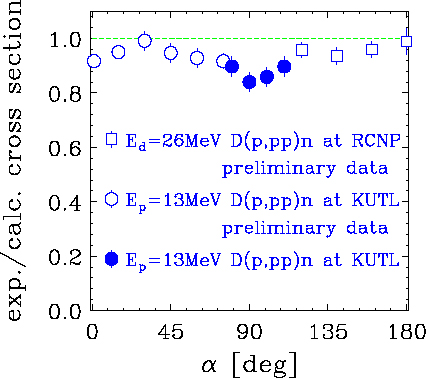 exp./calc. cross section
1.0
0.8
0.6
0.4
0.2
0.0
E_d=26MeV D(p,pp)n at RCNP
preliminary data
E_p=13MeV D(p,pp)n at KUTL
preliminary data
E_p=13MeV D(p,pp)n at KUTL
0 45 90 135 180
α [deg]